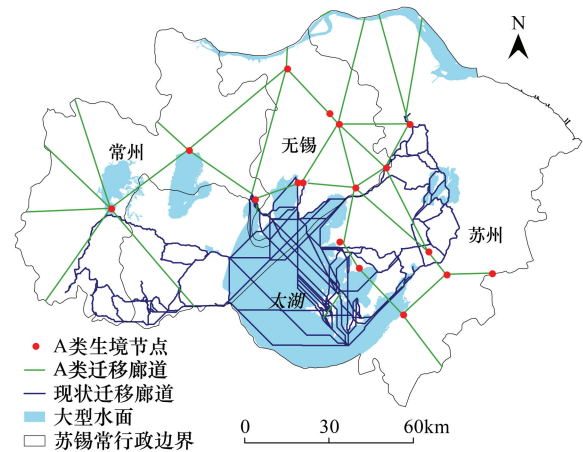 N
无锡
常州
苏州
太湖
A类生境节点
A类迁移廊道
现状迁移廊道
大型水面
苏锡常行政边界
0 30 60km